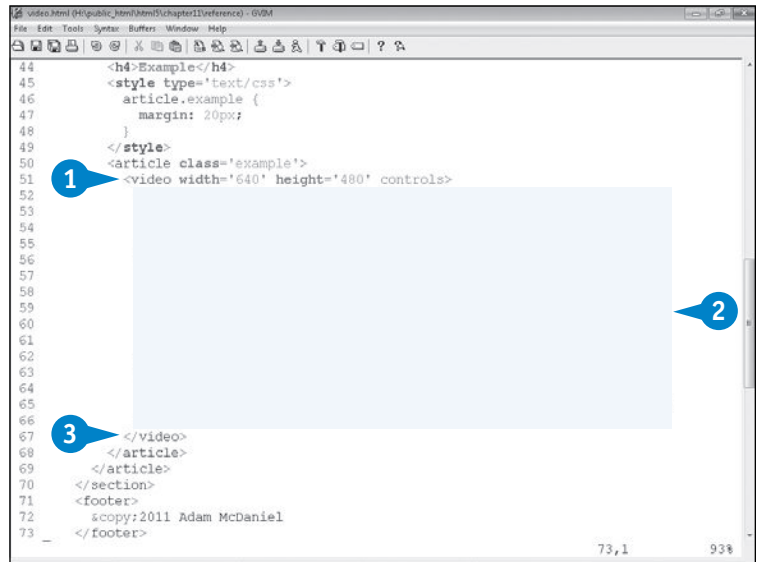 video.html (H:\public_html\html5\chapter11\reference) - GVIM
File Edit Tools Syntax Buffers Window Help
44 <h4>Example</h4>
45 <style type='text/css'>
46 article.example {
47 margin: 20px;
48 }
49 </style>
50 <article class='example'>
51 <video width='640' height='480' controls>
52
53
54
55
56
57
58
59
60
61
62
63
64
65
66
67 </video>
68 </article>
69 </article>
70 </section>
71 <footer>
72 &copy;2011 Adam McDaniel
73 </footer>
73,1 93%
1
2
3